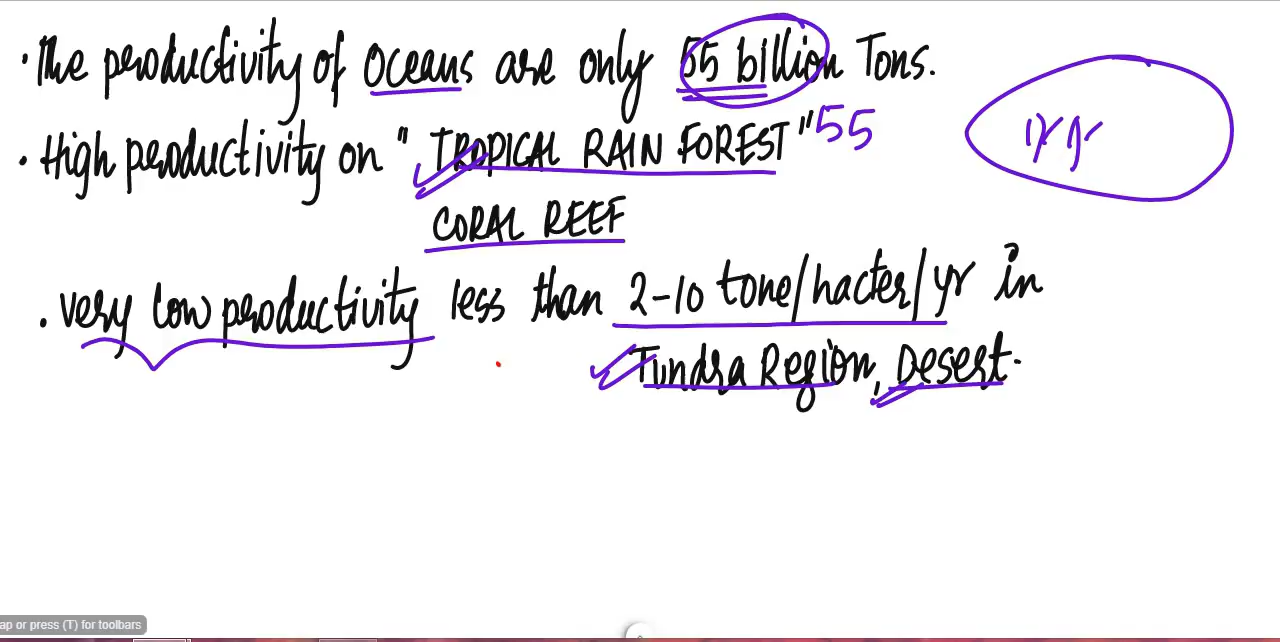 · The productivity of Oceans are only 55 billion Tons.
· High productivity on "TROPICAL RAIN FOREST" 55
CORAL REEF
. very low productivity less than 2-10 tone/hacter/yr in
Tundra Region, Desert.
ap or press (T) for toolbars